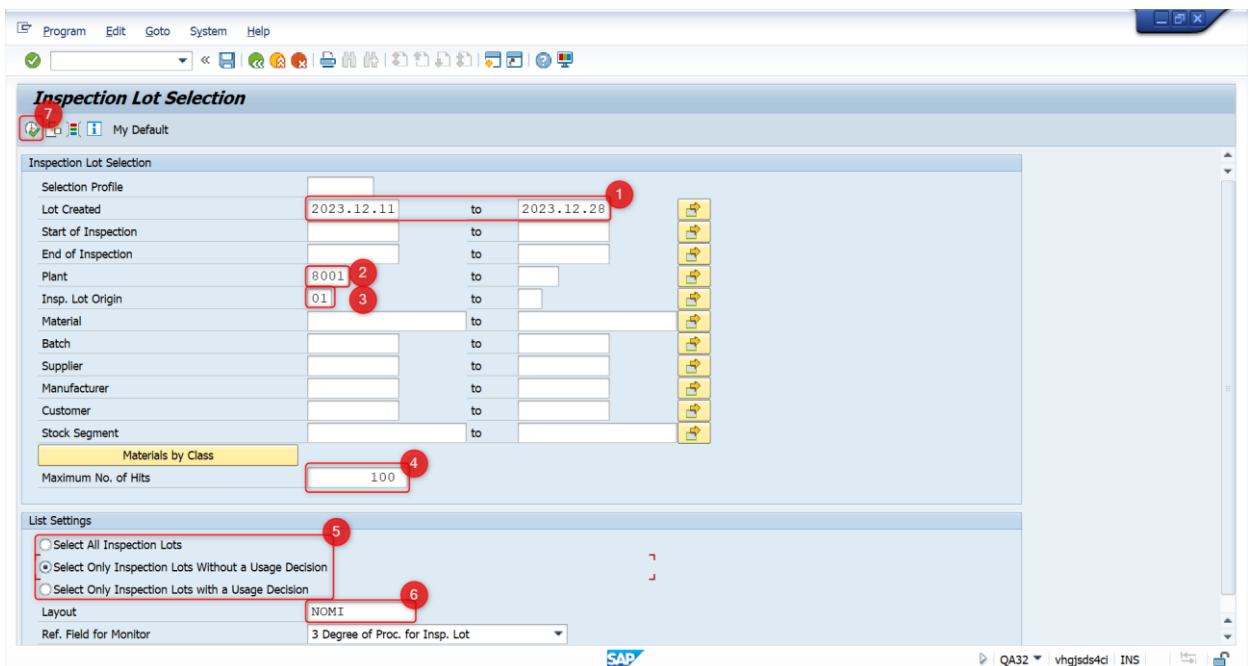 Program Edit Goto System Help
Inspection Lot Selection
7
My Default
Inspection Lot Selection
Selection Profile
1
Lot Created 2023.12.11 to 2023.12.28
Start of Inspection to
End of Inspection to
Plant 8001 2 to
Insp. Lot Origin 01 3 to
Material to
Batch to
Supplier to
Manufacturer to
Customer to
Stock Segment to
Materials by Class
4
Maximum No. of Hits 100
List Settings
5
Select All Inspection Lots
Select Only Inspection Lots Without a Usage Decision
Select Only Inspection Lots with a Usage Decision
6
Layout NOMI
Ref. Field for Monitor 3 Degree of Proc. for Insp. Lot
SAP QA32 vhgjsds4ci INS